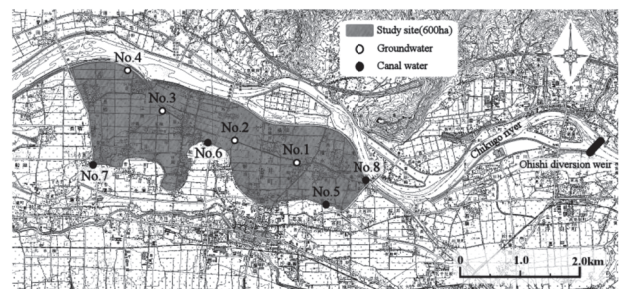 Study site(600ha)
Groundwater
Canal water
No.4
No.3
No.2
No.1
No.6
No.8
No.7
No.5
Chikugo river
Ohishi diversion weir
0 1.0 2.0km